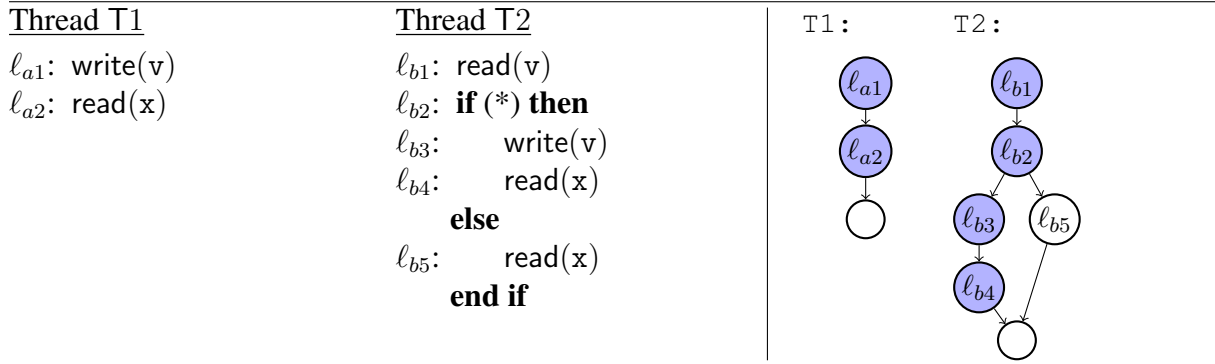 Thread T1
ℓa1: write(v)
ℓa2: read(x)
Thread T2
ℓb1: read(v)
ℓb2: if (*) then
ℓb3: write(v)
ℓb4: read(x)
else
ℓb5: read(x)
end if
T1: T2:
ℓa1 ℓb1
ℓa2 ℓb2
ℓb3 ℓb5
ℓb4